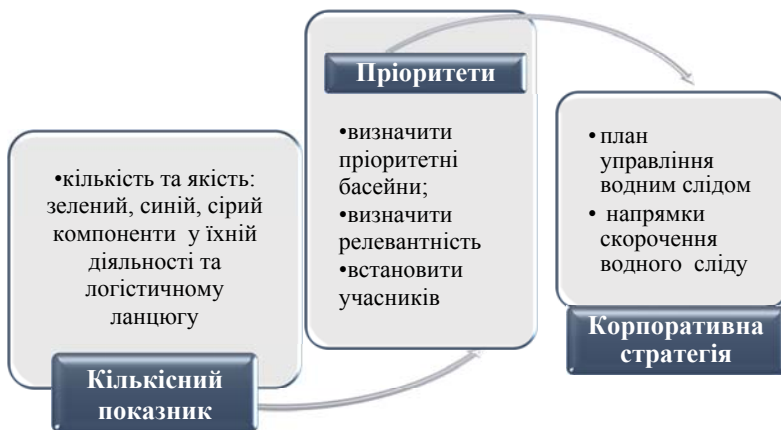 •кількість та якість:
зелений, синій, сірий
компоненти у їхній
діяльності та
логістичному
ланцюгу
Кількісний
показник
Пріоритети
•визначити
пріоритетні
басейни;
•визначити
релевантність
•встановити
учасників
• план
управління
водним слідом
• напрямки
скорочення
водного сліду
Корпоративна
стратегія